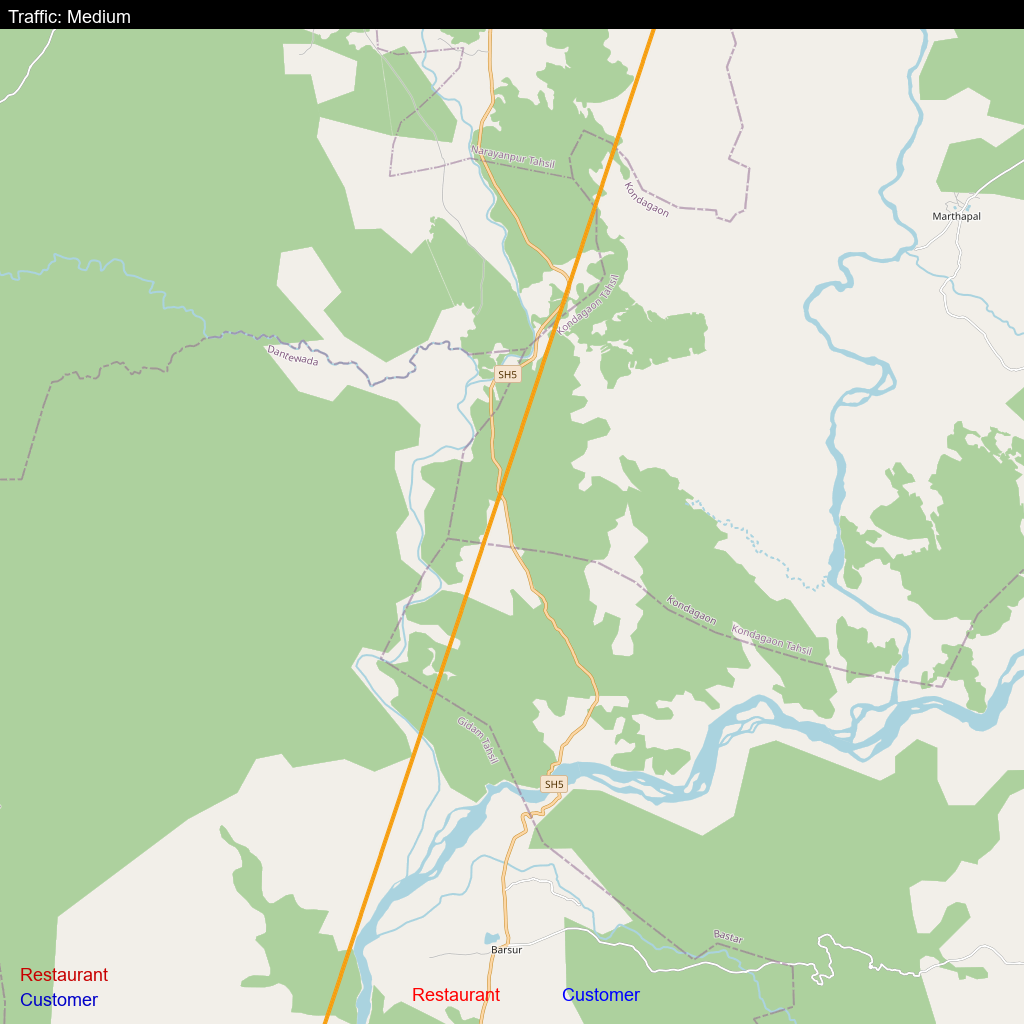 Traffic: Medium
Narayanpur Tahsil
Kondagaon
Marthapal
Kondagaon Tahsil
Dantewada
SH5
Kondagaon
Kondagaon Tahsil
Gidam Tahsil
SH5
Bastar
Barsur
Restaurant
Customer
Restaurant
Customer